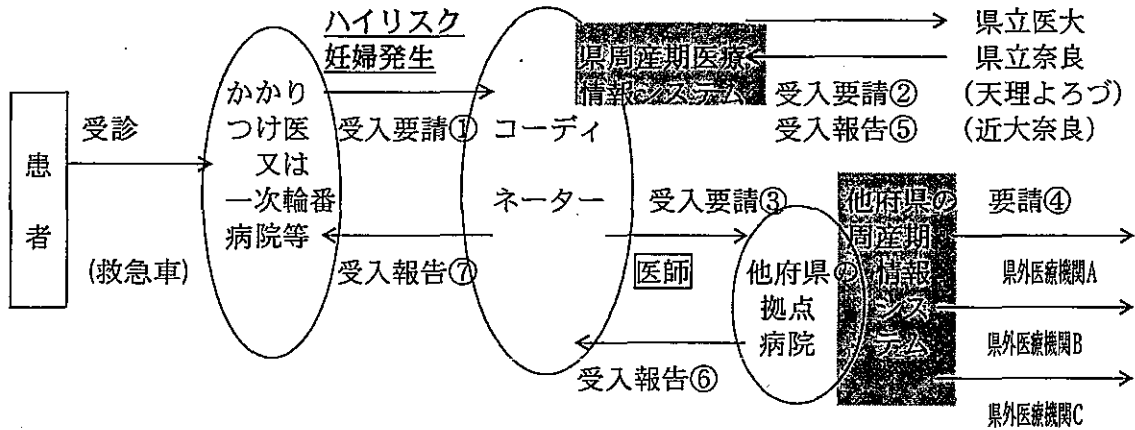 患者
受診
(救急車)
かかり
つけ医
又は
一次輪番
病院等
ハイリスク
妊婦発生
受入要請①
受入報告⑦
コーディ
ネーター
県周産期医療
情報システム
県立医大
県立奈良
受入要請② (天理よろづ)
受入報告⑤ (近大奈良)
受入要請③
医師
受入報告⑥
他府県の
拠点
病院
他府県の
周産期
情報
シス
テム
要請④
県外医療機関A
県外医療機関B
県外医療機関C